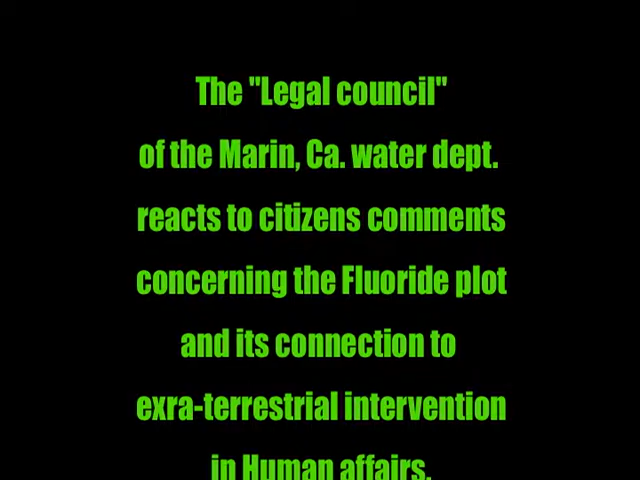 The "Legal council"
of the Marin, Ca. water dept.
reacts to citizens comments
concerning the Fluoride plot
and its connection to
exra-terrestrial intervention
in Human affairs.